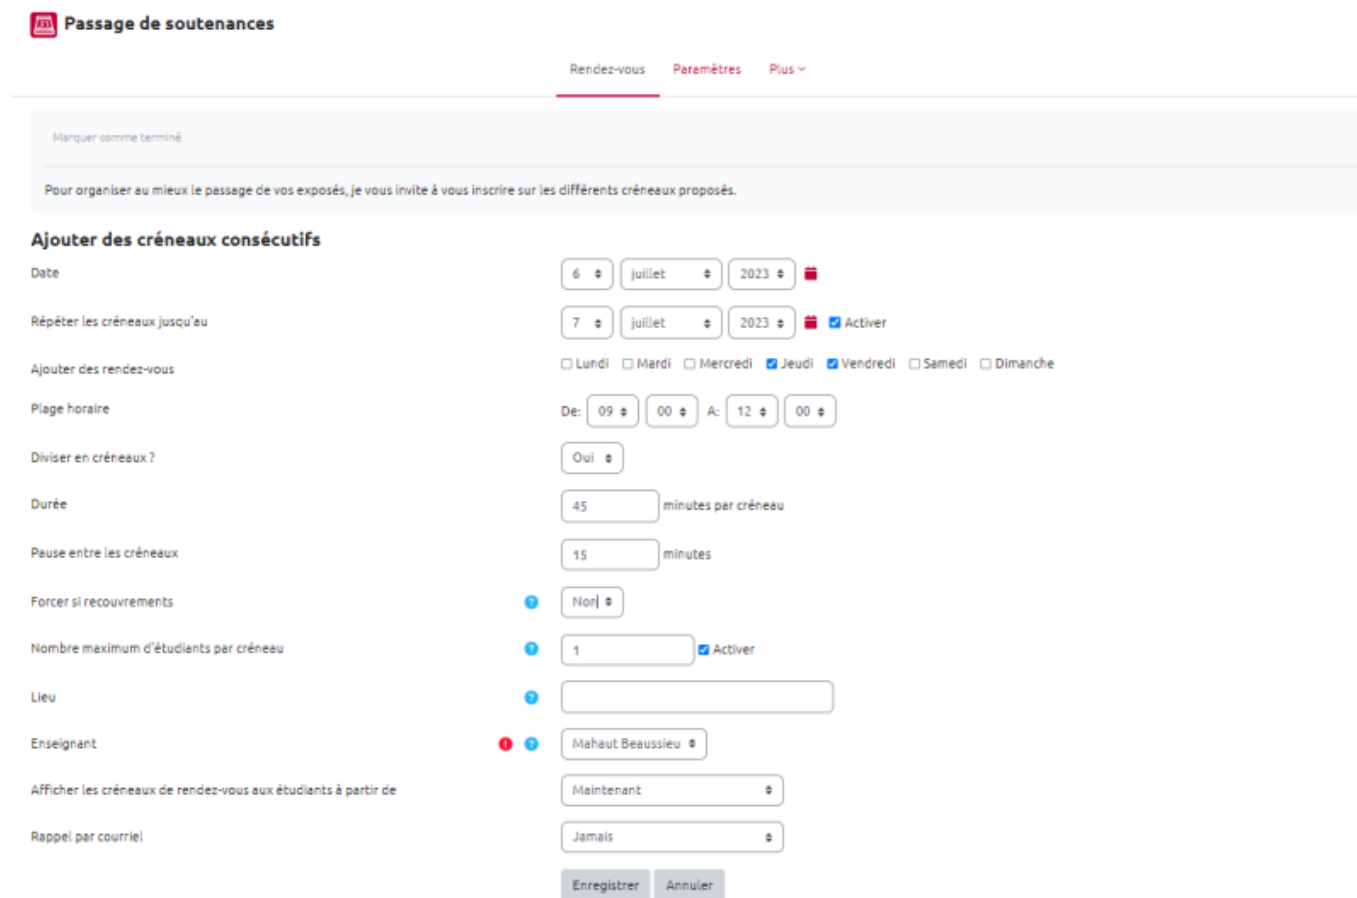 Passage de soutenances
Rendez-vous Paramètres Plus
Marquer comme terminé
Pour organiser au mieux le passage de vos exposés, je vous invite à vous inscrire sur les différents créneaux proposés.
Ajouter des créneaux consécutifs
Date 6 juillet 2023
Répéter les créneaux jusqu'au 7 juillet 2023 Activer
Ajouter des rendez-vous Lundi Mardi Mercredi Jeudi Vendredi Samedi Dimanche
Plage horaire De: 09 00 A: 12 00
Diviser en créneaux ? Oui
Durée 45 minutes par créneau
Pause entre les créneaux 15 minutes
Forcer si recouvrements ? Non
Nombre maximum d'étudiants par créneau ? 1 Activer
Lieu ?
Enseignant ! ? Mahaut Beaussieu
Afficher les créneaux de rendez-vous aux étudiants à partir de Maintenant
Rappel par courriel Jamais
Enregistrer Annuler